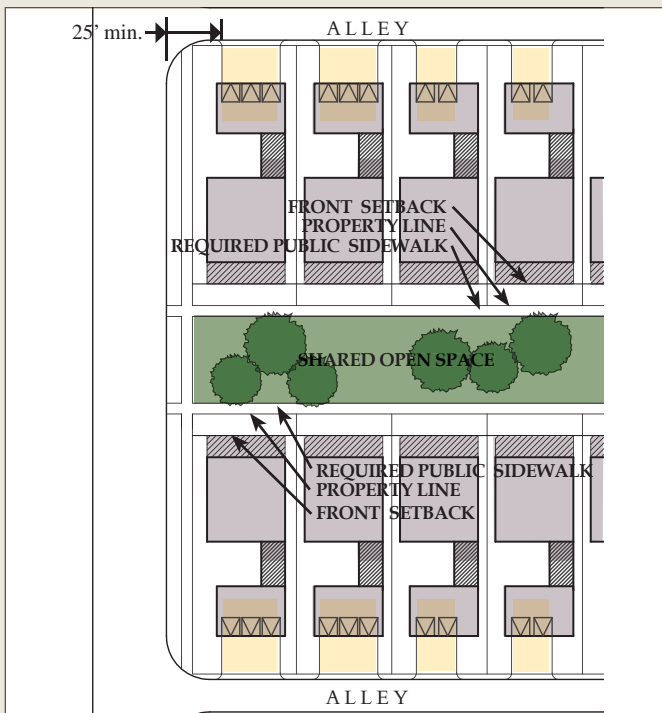 25' min.
ALLEY
FRONT SETBACK
PROPERTY LINE
REQUIRED PUBLIC SIDEWALK
SHARED OPEN SPACE
REQUIRED PUBLIC SIDEWALK
PROPERTY LINE
FRONT SETBACK
ALLEY